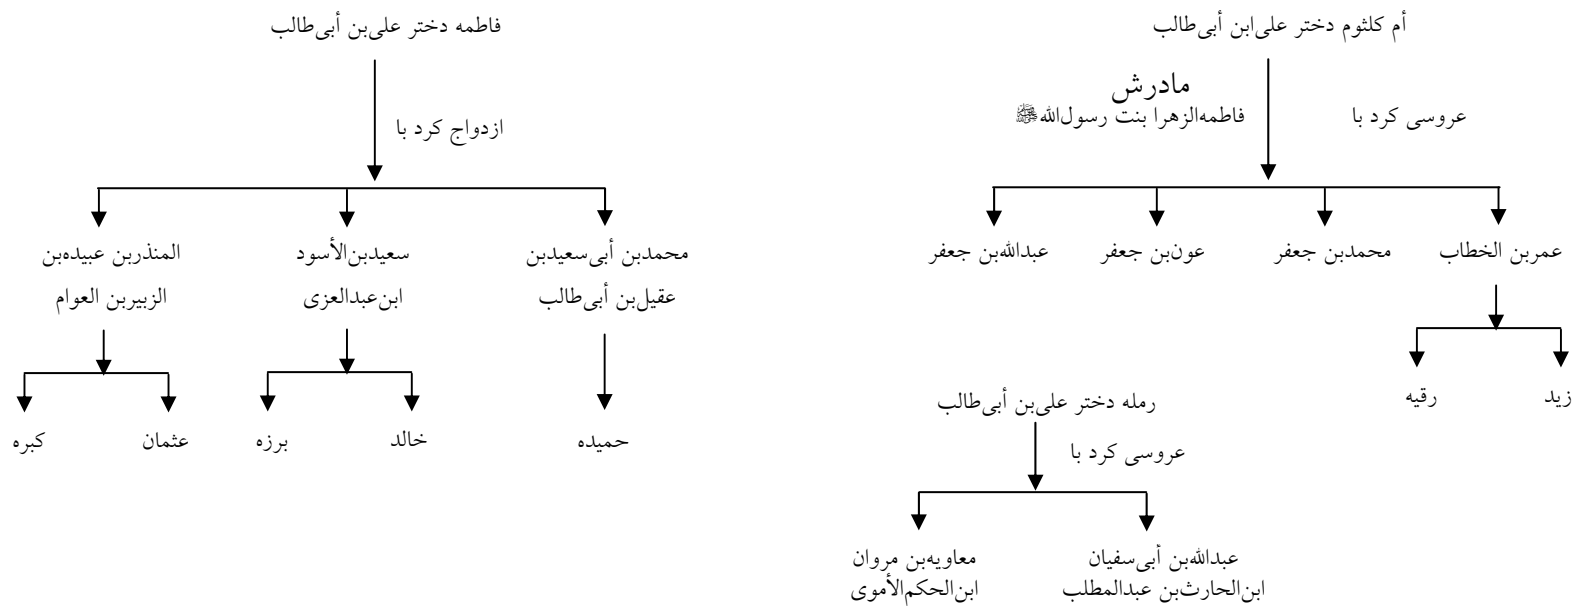 أم کلثوم دختر علی‌ابن أبی‌طالب
مادرش
فاطمه‌الزهرا بنت رسول‌الله ﷺ
عروسی کرد با
عمربن الخطاب
محمدبن جعفر
عون‌بن جعفر
عبدالله‌بن جعفر
زید
رقیه
رمله دختر علی‌بن أبی‌طالب
عروسی کرد با
عبدالله‌بن أبی‌سفیان
ابن‌الحارث‌بن عبدالمطلب
معاویه‌بن مروان
ابن‌الحکم‌الأموی
فاطمه دختر علی‌بن أبی‌طالب
ازدواج کرد با
محمدبن أبی‌سعیدبن
عقیل‌بن أبی‌طالب
سعیدبن‌الأسود
ابن‌عبدالعزی
المنذربن عبیده‌بن
الزبیربن العوام
حمیده
خالد
برزه
عثمان
کبره